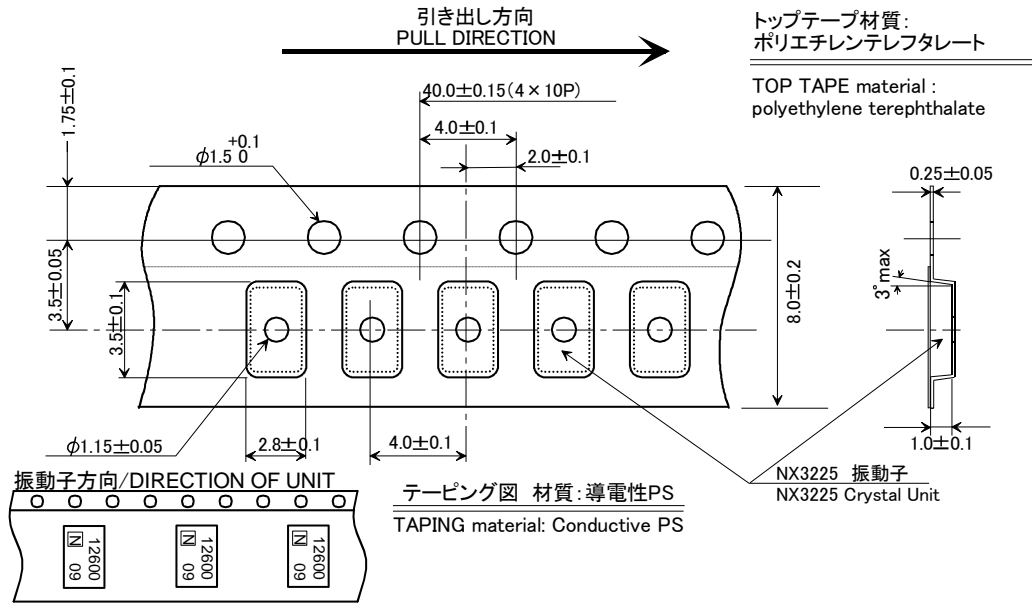 引き出し方向
PULL DIRECTION
トップテープ材質:
ポリエチレンテレフタレート
TOP TAPE material :
polyethylene terephthalate
1.75±0.1
40.0±0.15(4×10P)
4.0±0.1
+0.1
φ1.5 0
2.0±0.1
0.25±0.05
3.5±0.05
3.5±0.1
8.0±0.2
3°max
φ1.15±0.05
2.8±0.1
4.0±0.1
1.0±0.1
振動子方向/DIRECTION OF UNIT
テーピング図 材質:導電性PS
TAPING material: Conductive PS
NX3225 振動子
NX3225 Crystal Unit
12600
N 09
12600
N 09
12600
N 09